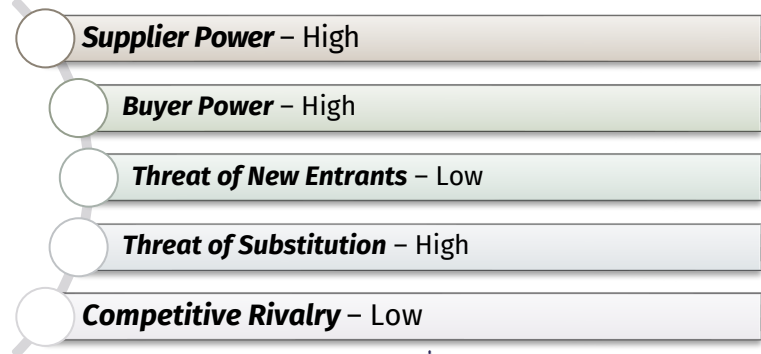 Supplier Power – High
Buyer Power – High
Threat of New Entrants – Low
Threat of Substitution – High
Competitive Rivalry – Low